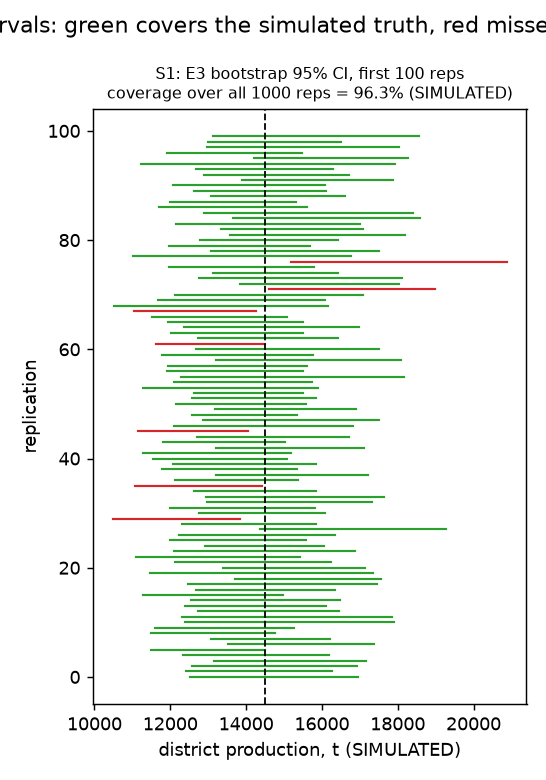 rvals: green covers the simulated truth, red misse
S1: E3 bootstrap 95% CI, first 100 reps
coverage over all 1000 reps = 96.3% (SIMULATED)
100
80
60
40
20
0
replication
10000 12000 14000 16000 18000 20000
district production, t (SIMULATED)